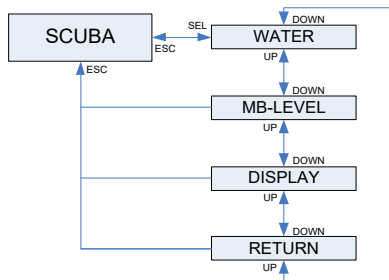 SEL
DOWN
SCUBA
WATER
ESC
UP
ESC
DOWN
MB-LEVEL
UP
DOWN
DISPLAY
UP
DOWN
RETURN
UP